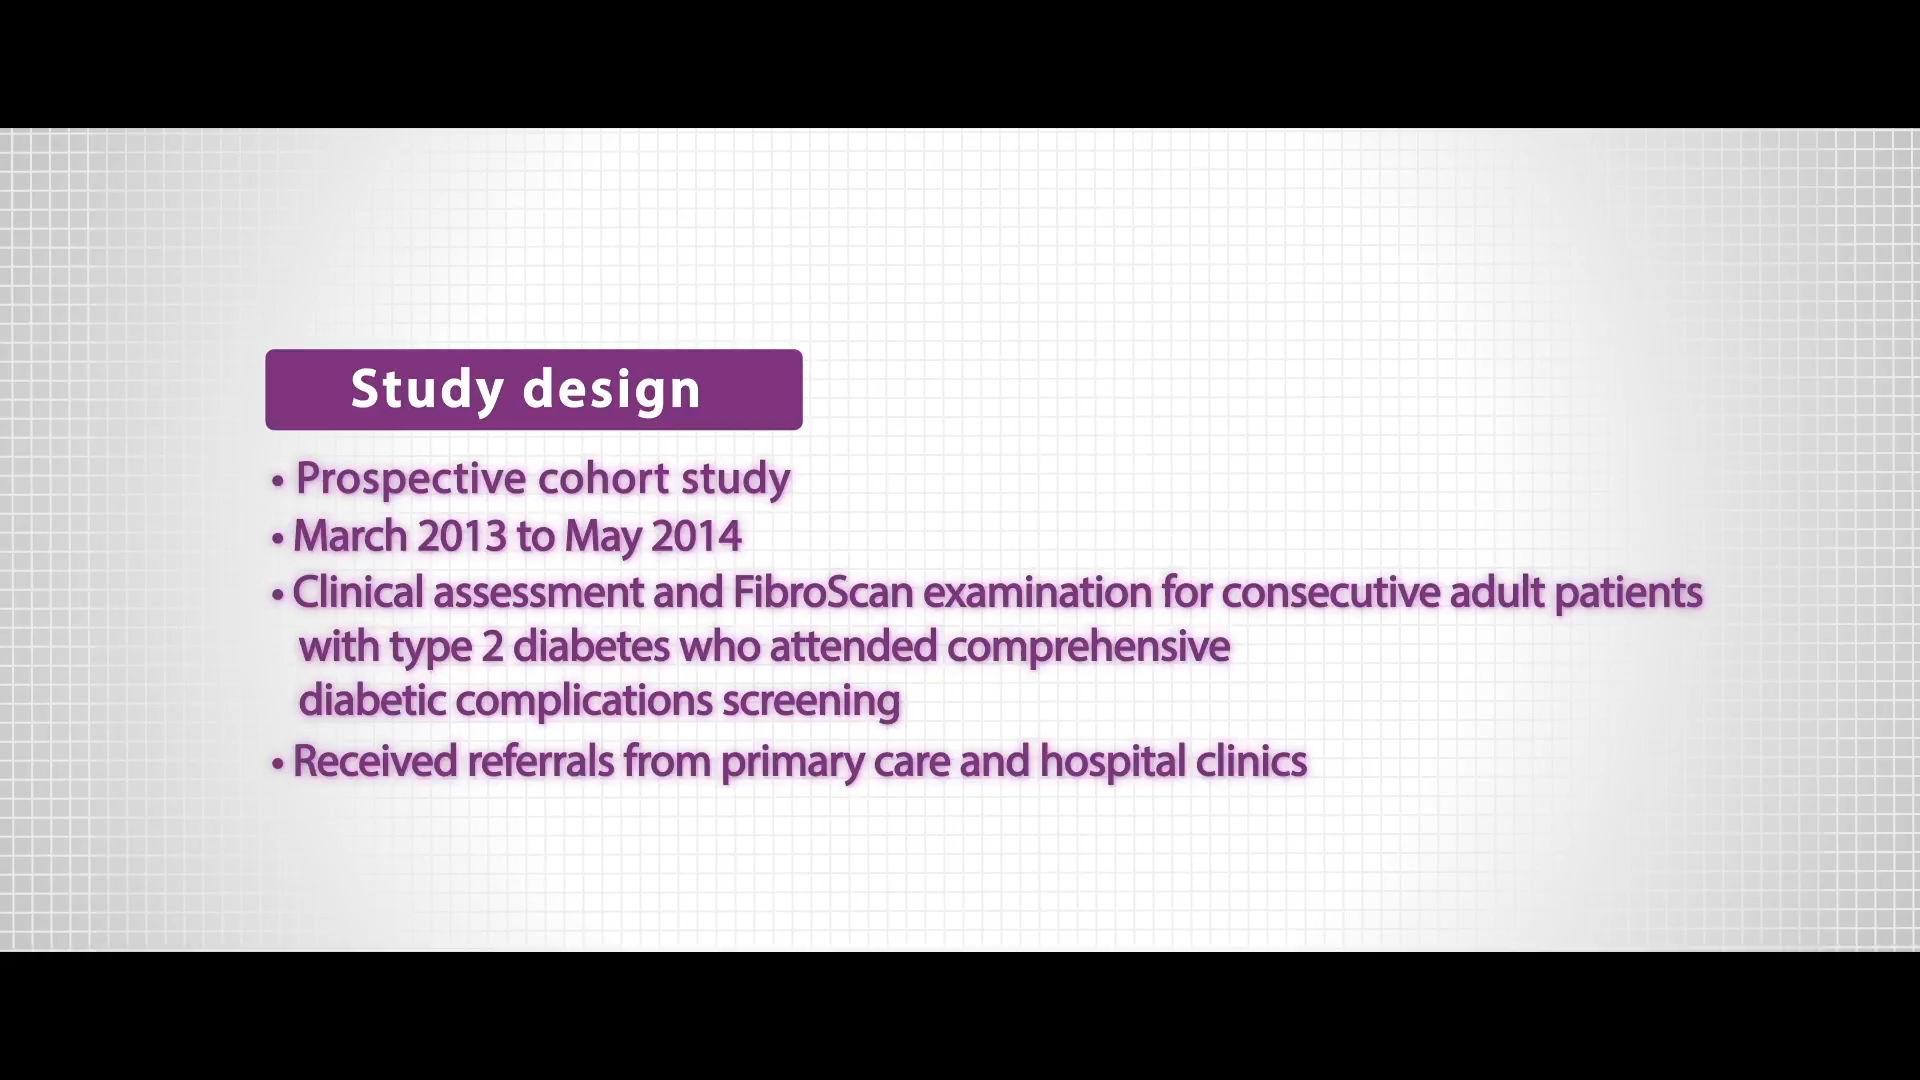 Study design
• Prospective cohort study
• March 2013 to May 2014
• Clinical assessment and FibroScan examination for consecutive adult patients
with type 2 diabetes who attended comprehensive
diabetic complications screening
• Received referrals from primary care and hospital clinics